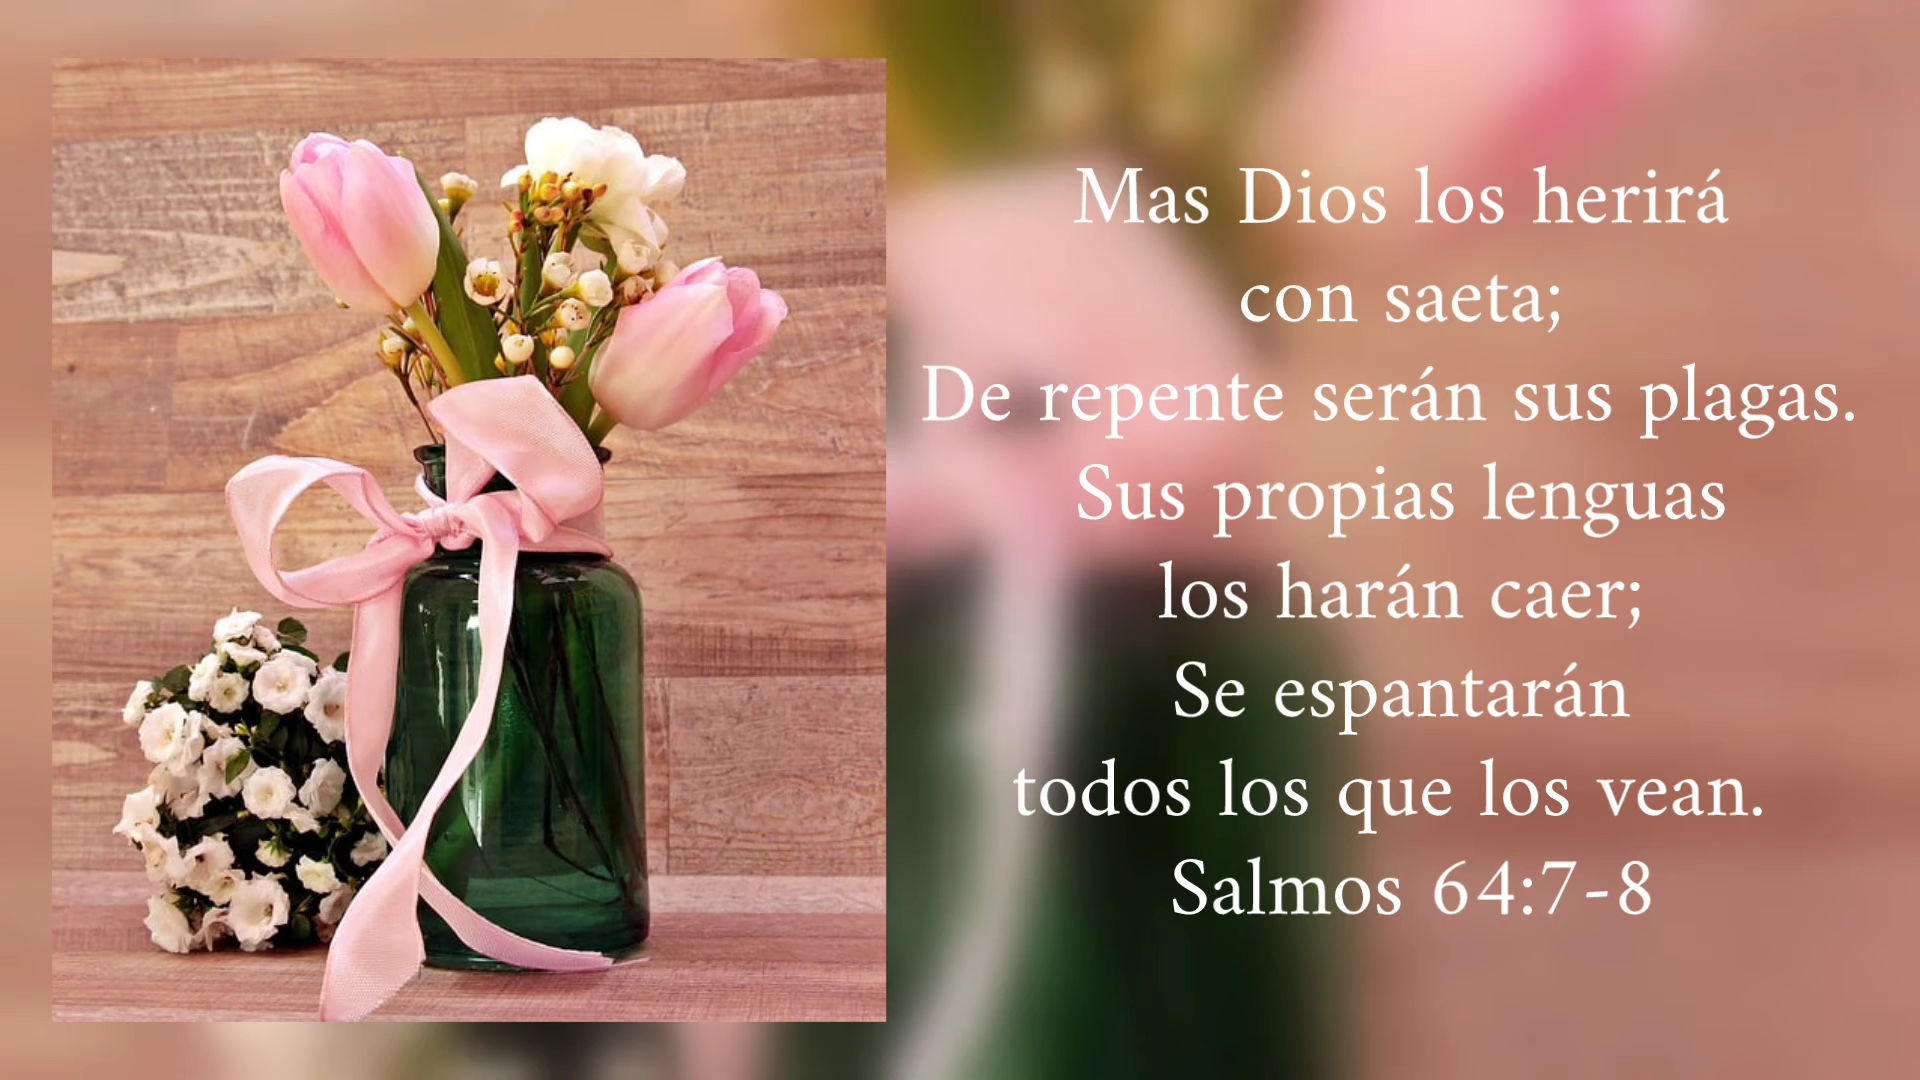 Mas Dios los herirá
con saeta;
De repente serán sus plagas.
Sus propias lenguas
los harán caer;
Se espantarán
todos los que los vean.
Salmos 64:7-8